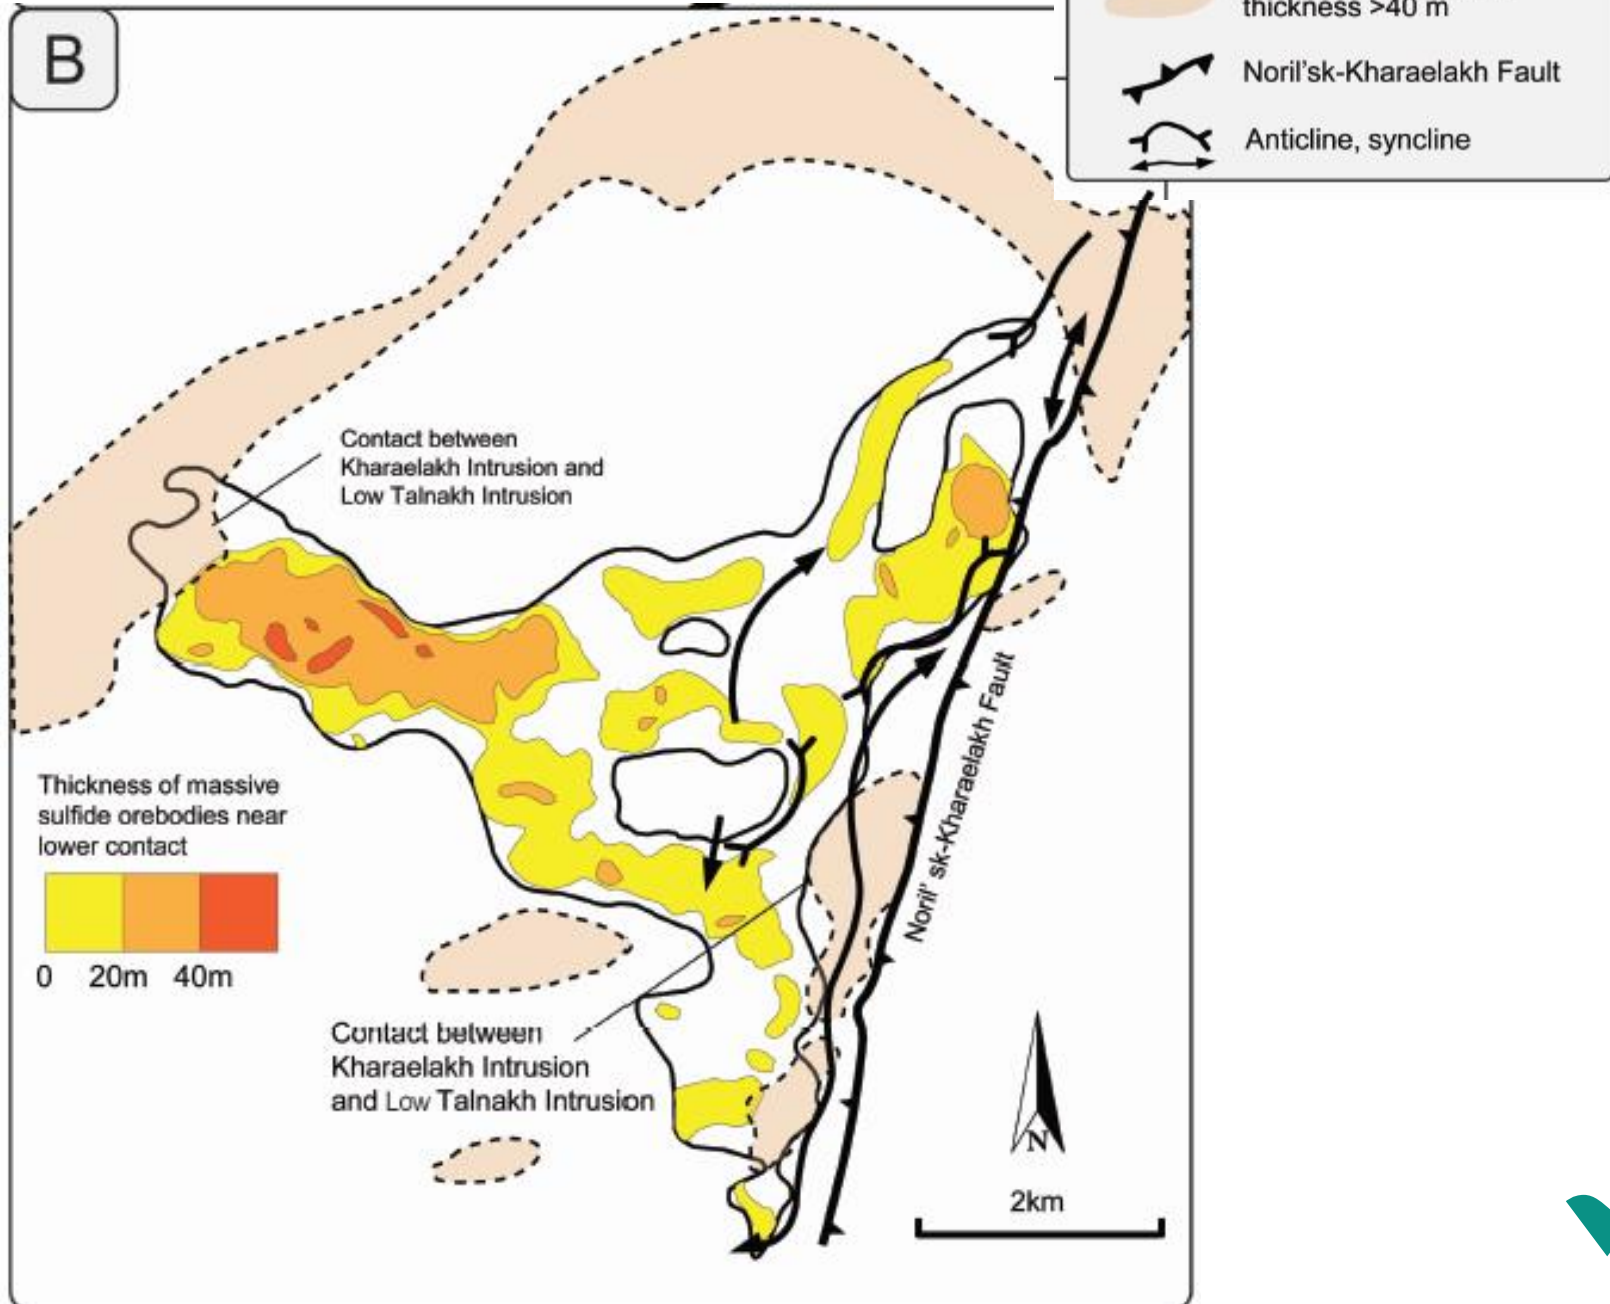 B
thickness >40 m
Noril'sk-Kharaelakh Fault
Anticline, syncline
Contact between
Kharaelakh Intrusion and
Low Talnakh Intrusion
Noril' sk-Kharaelakh Fault
Thickness of massive
sulfide orebodies near
lower contact
0 20m 40m
Contact between
Kharaelakh Intrusion
and Low Talnakh Intrusion
N
2km